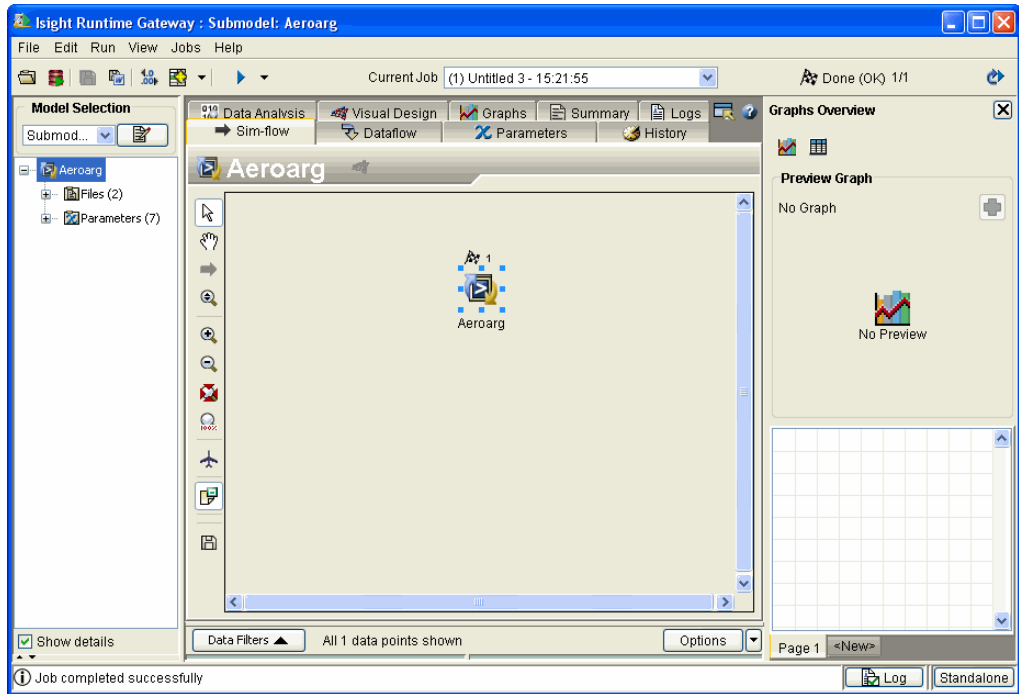 Isight Runtime Gateway : Submodel: Aeroarg
File Edit Run View Jobs Help
Current Job (1) Untitled 3 - 15:21:55 Done (OK) 1/1
Model Selection
Submod...
Aeroarg
Files (2)
Parameters (7)
Data Analysis Visual Design Graphs Summary Logs
Sim-flow Dataflow Parameters History
Aeroarg
1
Aeroarg
100%
Data Filters All 1 data points shown Options
Graphs Overview
Preview Graph
No Graph
No Preview
Page 1 <New>
Show details
Job completed successfully Log Standalone